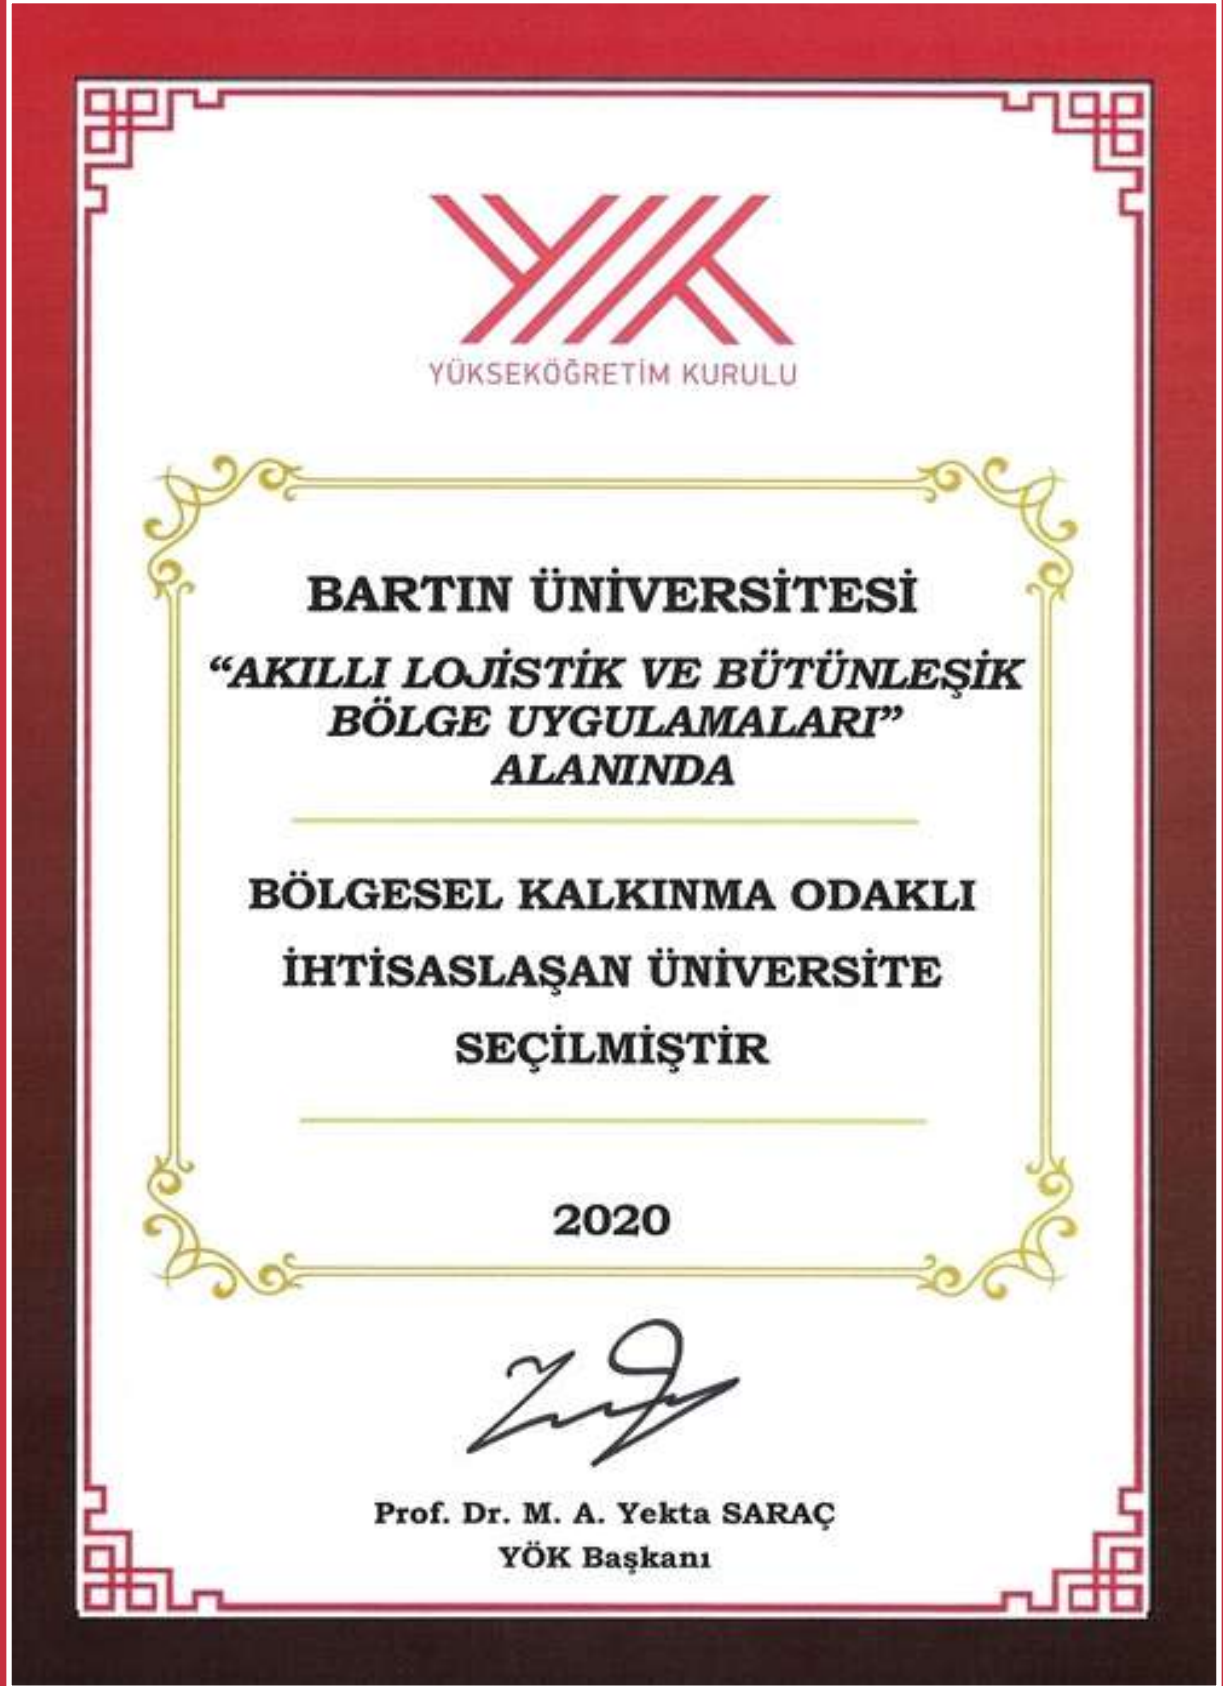 YÖK
YÜKSEKÖĞRETİM KURULU
BARTIN ÜNİVERSİTESİ
“AKILLI LOJİSTİK VE BÜTÜNLEŞİK
BÖLGE UYGULAMALARI”
ALANINDA
BÖLGESEL KALKINMA ODAKLI
İHTİSASLAŞAN ÜNİVERSİTE
SEÇİLMİŞTİR
2020
Prof. Dr. M. A. Yekta SARAÇ
YÖK Başkanı